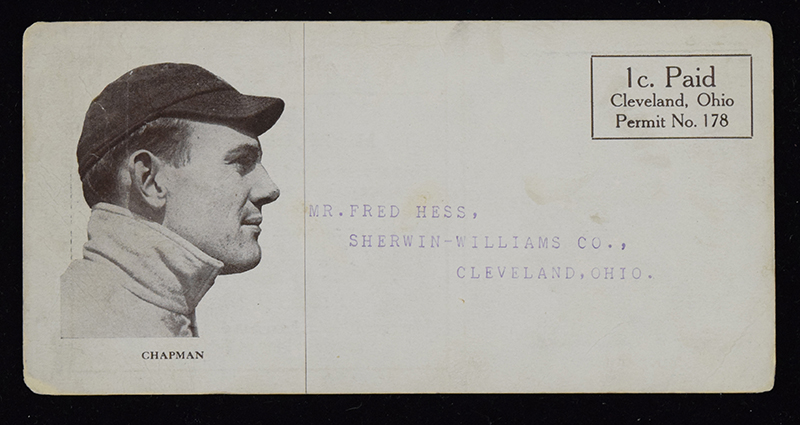 1c. Paid
Cleveland, Ohio
Permit No. 178
MR.FRED HESS,
SHERWIN-WILLIAMS CO.,
CLEVELAND,OHIO.
CHAPMAN